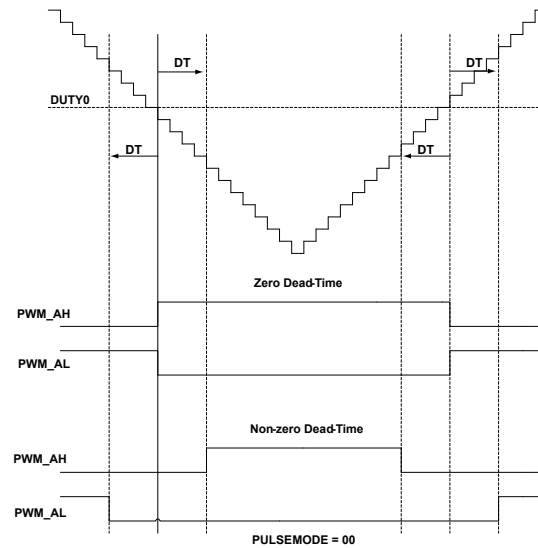 DT
DT
DUTY0
DT
DT
Zero Dead-Time
PWM_AH
PWM_AL
Non-zero Dead-Time
PWM_AH
PWM_AL
PULSEMODE = 00